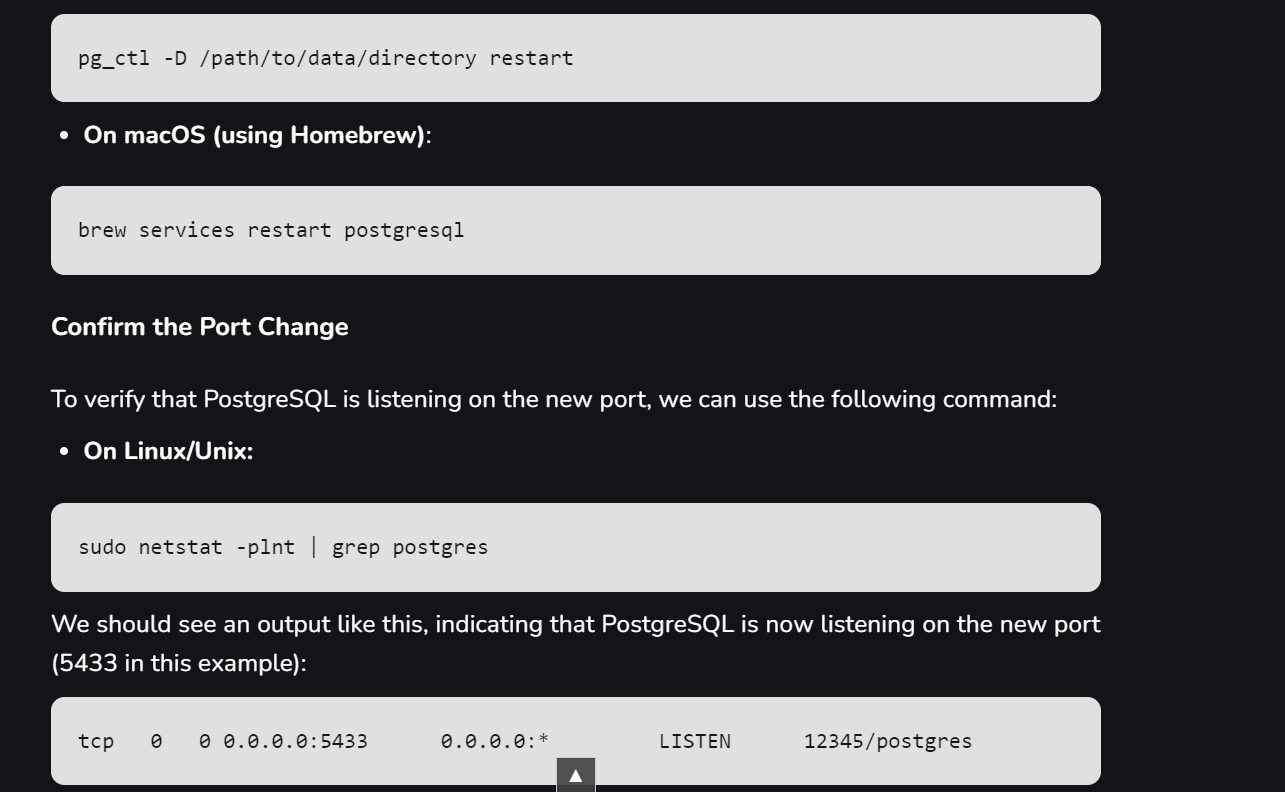 pg_ctl -D /path/to/data/directory restart
• On macOS (using Homebrew):
brew services restart postgresql
Confirm the Port Change
To verify that PostgreSQL is listening on the new port, we can use the following command:
• On Linux/Unix:
sudo netstat -plnt | grep postgres
We should see an output like this, indicating that PostgreSQL is now listening on the new port
(5433 in this example):
tcp   0   0 0.0.0.0:5433      0.0.0.0:*         LISTEN      12345/postgres